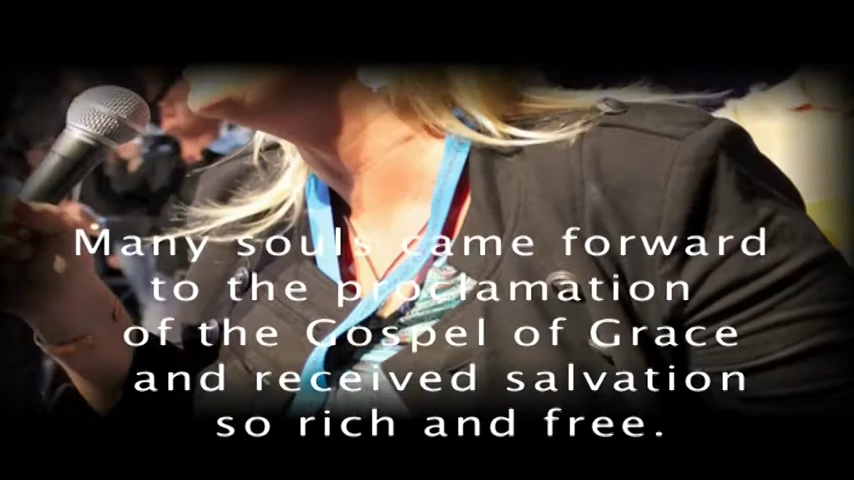 Many souls came forward
to the proclamation
of the Gospel of Grace
and received salvation
so rich and free.